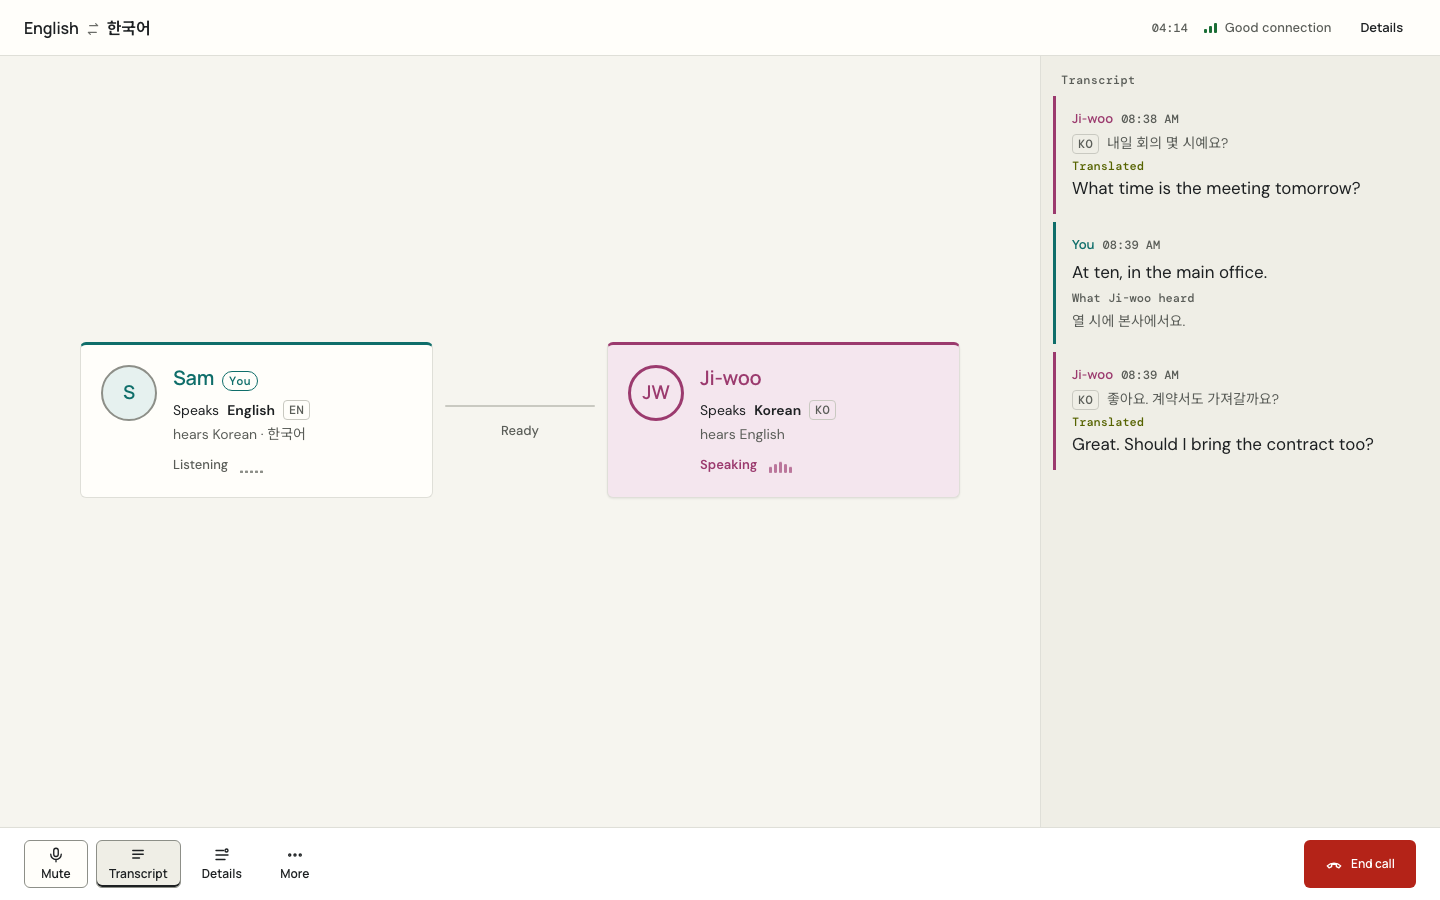 English ⇌ 한국어
04:14 Good connection Details
S
Sam You
Speaks English EN
hears Korean · 한국어
Listening
Ready
JW
Ji-woo
Speaks Korean KO
hears English
Speaking
Transcript
Ji-woo 08:38 AM
KO 내일 회의 몇 시예요?
Translated
What time is the meeting tomorrow?
You 08:39 AM
At ten, in the main office.
What Ji-woo heard
열 시에 본사에서요.
Ji-woo 08:39 AM
KO 좋아요. 계약서도 가져갈까요?
Translated
Great. Should I bring the contract too?
Mute
Transcript
Details
More
End call